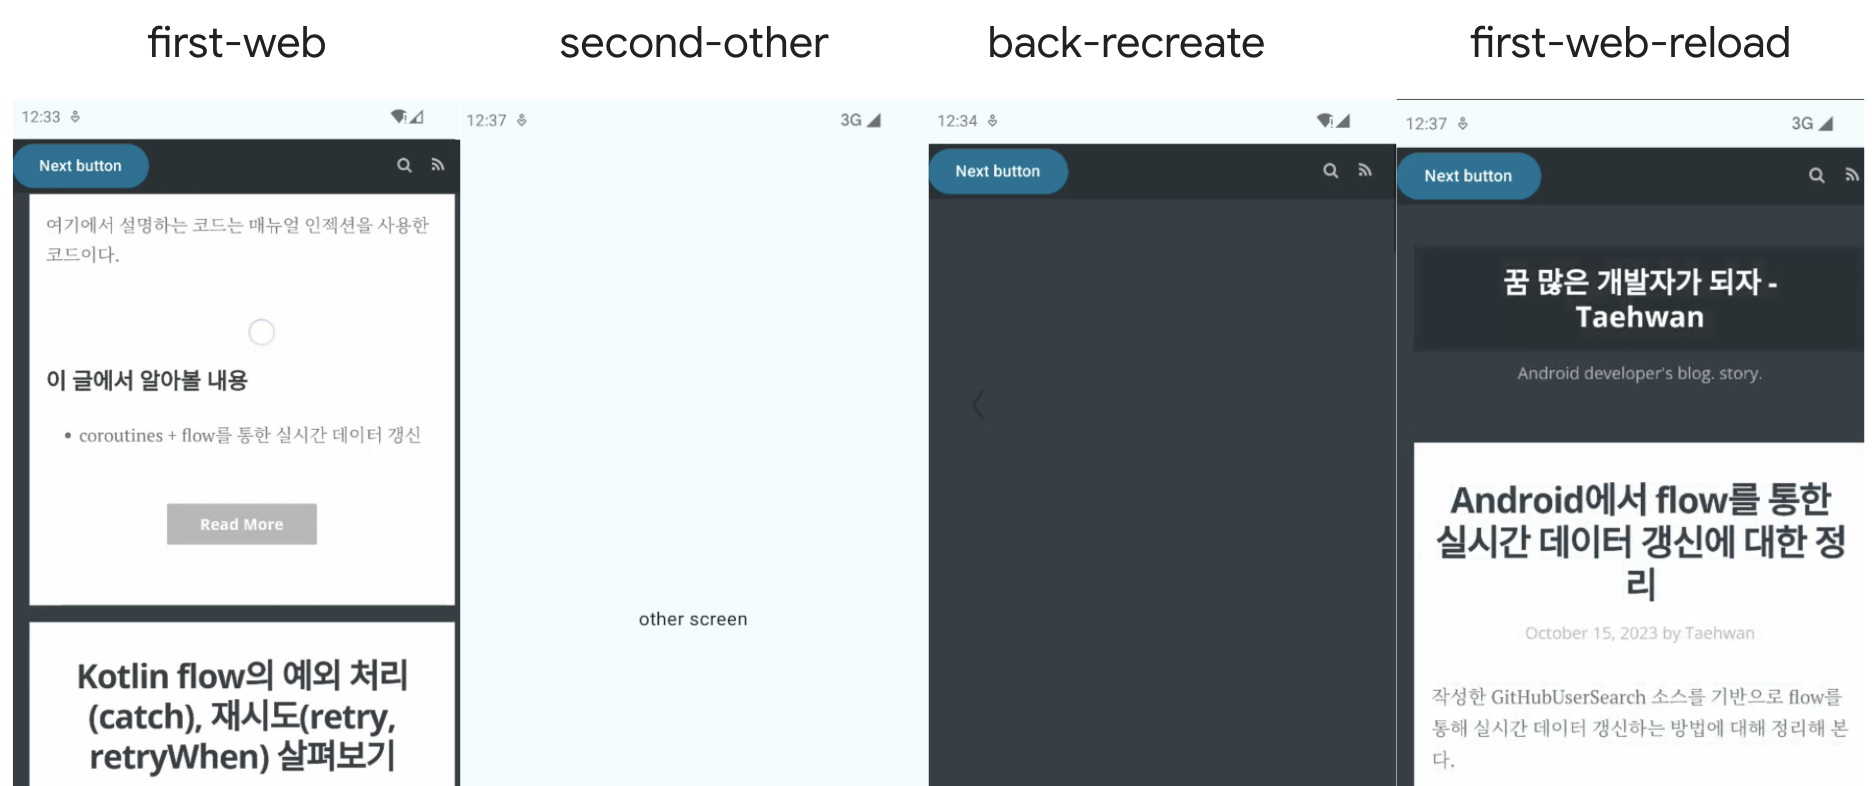 first-web
second-other
back-recreate
first-web-reload
12:33
Next button
여기에서 설명하는 코드는 매뉴얼 인젝션을 사용한
코드이다.
이 글에서 알아볼 내용
• coroutines + flow를 통한 실시간 데이터 갱신
Read More
Kotlin flow의 예외 처리
(catch), 재시도(retry,
retryWhen) 살펴보기
12:37
3G
other screen
12:34
Next button
12:37
3G
Next button
꿈 많은 개발자가 되자 -
Taehwan
Android developer's blog. story.
Android에서 flow를 통한
실시간 데이터 갱신에 대한 정
리
October 15, 2023 by Taehwan
작성한 GitHubUserSearch 소스를 기반으로 flow를
통해 실시간 데이터 갱신하는 방법에 대해 정리해 본
다.